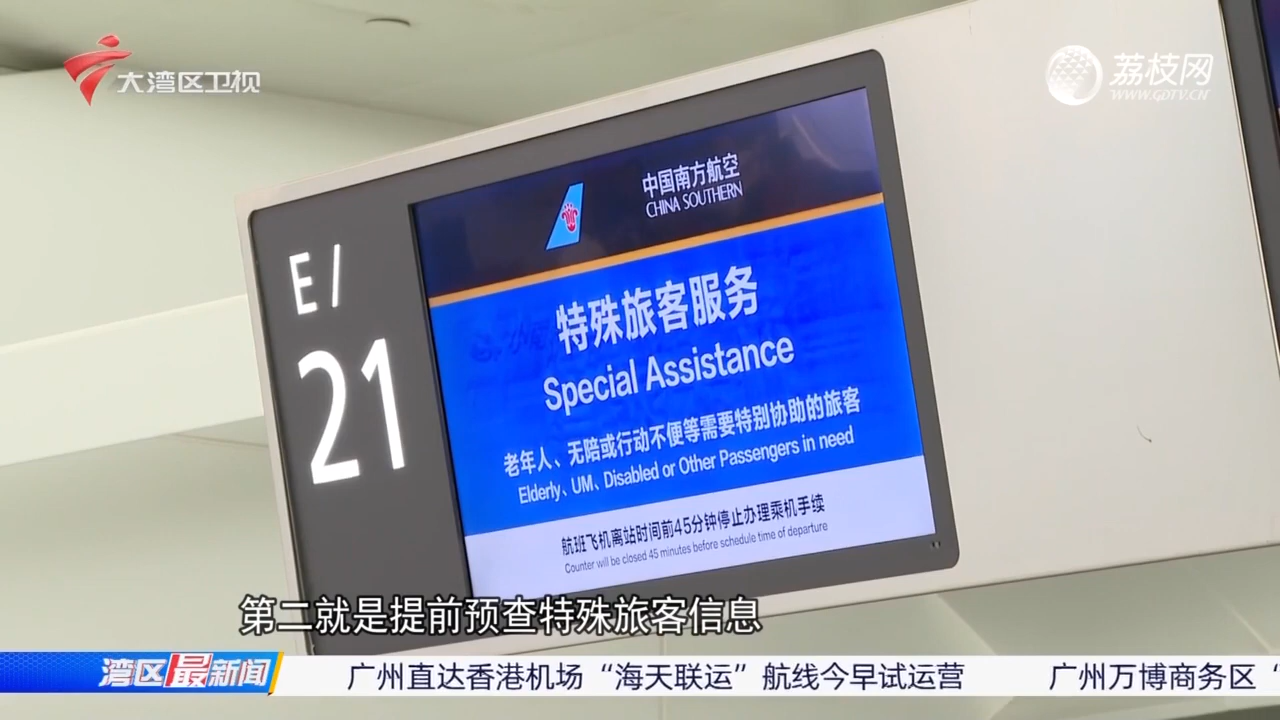 大湾区卫视
荔枝网
WWW.GDTV.CN
E/
21
中国南方航空
CHINA SOUTHERN
特殊旅客服务
Special Assistance
老年人、无陪或行动不便等需要特别协助的旅客
Elderly、UM、Disabled or Other Passengers in need
航班飞机离站时间前45分钟停止办理乘机手续
Counter will be closed 45 minutes before schedule time of departure
第二就是提前预查特殊旅客信息
湾区最新闻
广州直达香港机场“海天联运”航线今早试运营 广州万博商务区“